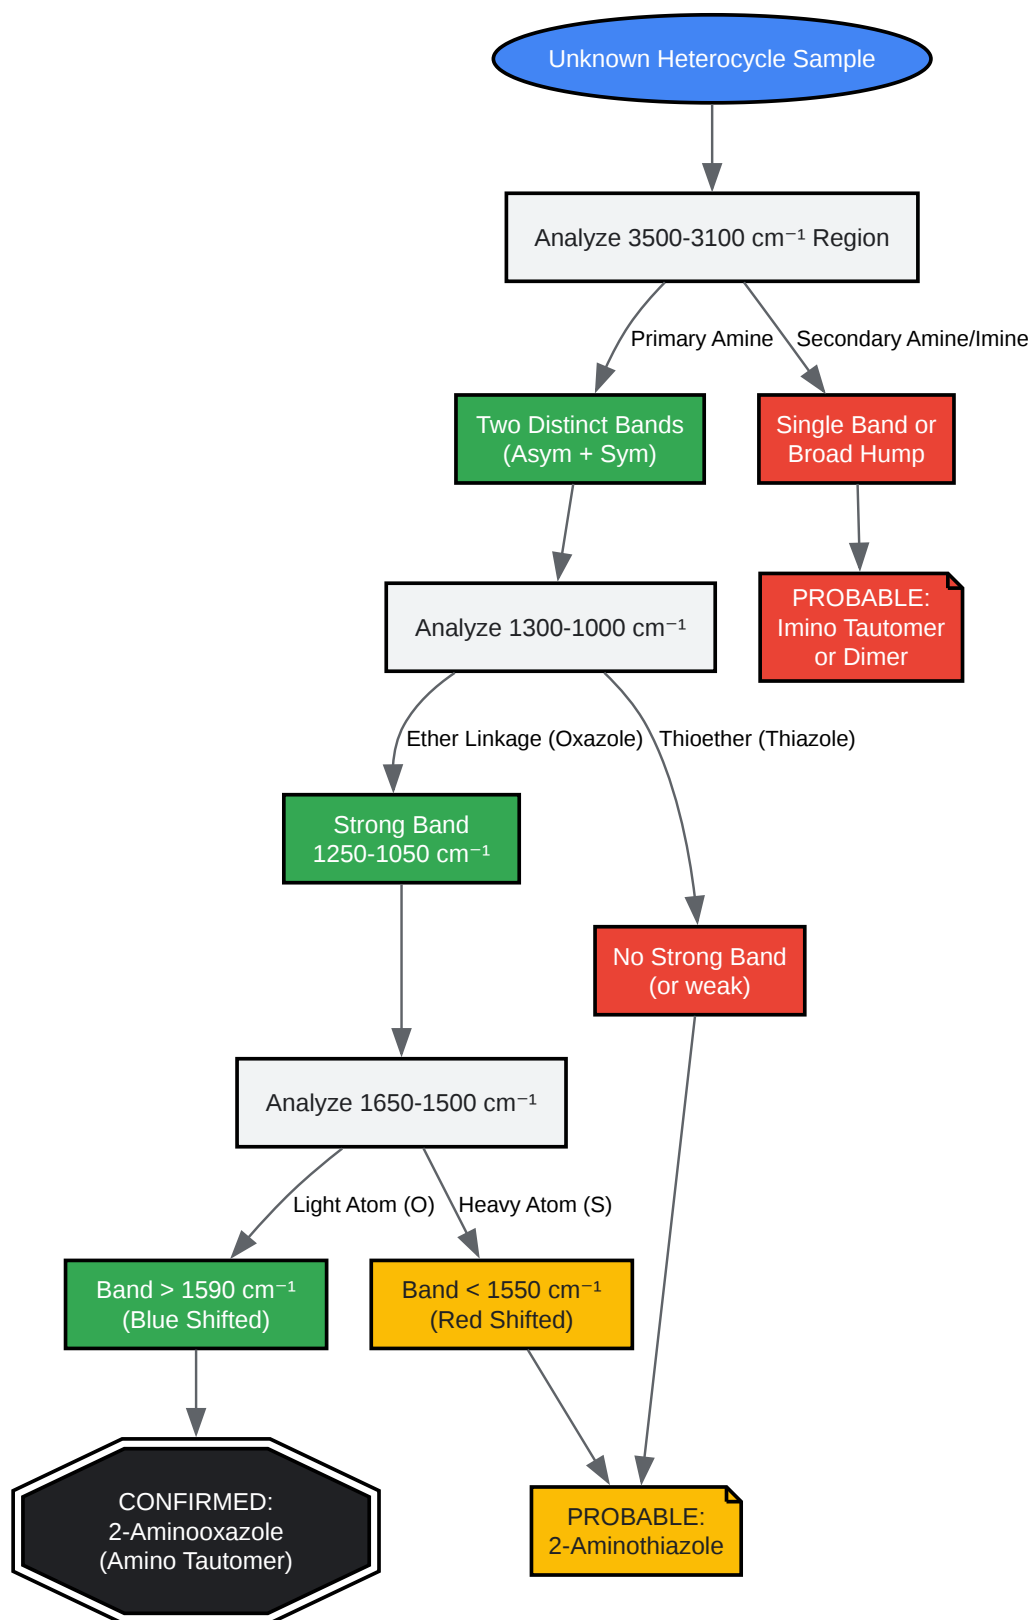 Unknown Heterocycle Sample
Analyze 3500-3100 cm⁻¹ Region
Primary Amine
Secondary Amine/Imine
Two Distinct Bands
(Asym + Sym)
Single Band or
Broad Hump
Analyze 1300-1000 cm⁻¹
PROBABLE:
Imino Tautomer
or Dimer
Ether Linkage (Oxazole)
Thioether (Thiazole)
Strong Band
1250-1050 cm⁻¹
No Strong Band
(or weak)
Analyze 1650-1500 cm⁻¹
Light Atom (O)
Heavy Atom (S)
Band > 1590 cm⁻¹
(Blue Shifted)
Band < 1550 cm⁻¹
(Red Shifted)
CONFIRMED:
2-Aminooxazole
(Amino Tautomer)
PROBABLE:
2-Aminothiazole